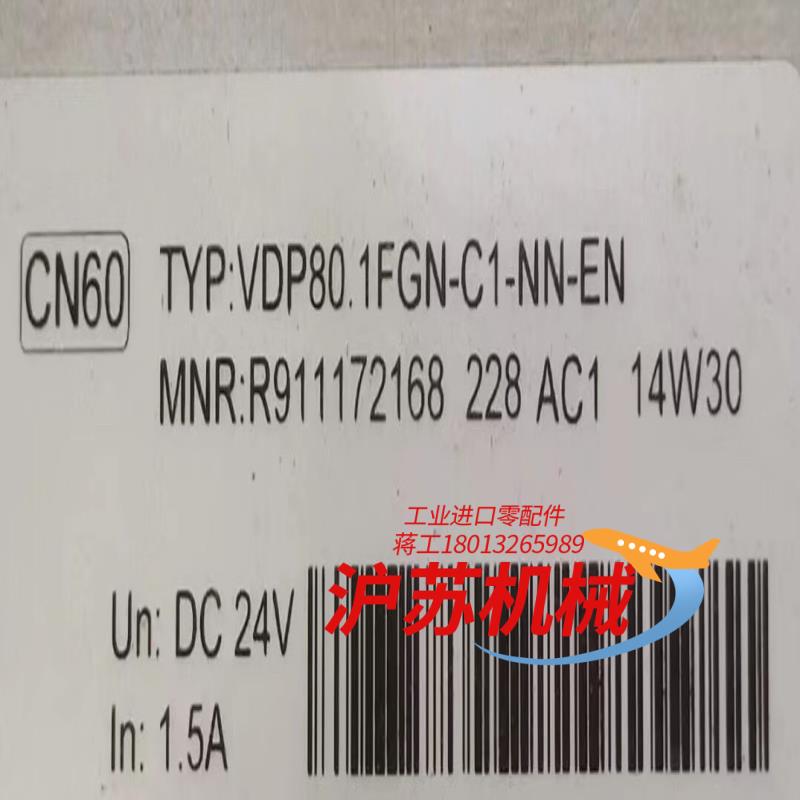 CN60
TYP:VDP80.1FGN-C1-NN-EN
MNR:R911172168 228 AC1 14W30
工业进口零配件
蒋工18013265989
沪苏机械
Un: DC 24V
In: 1.5A